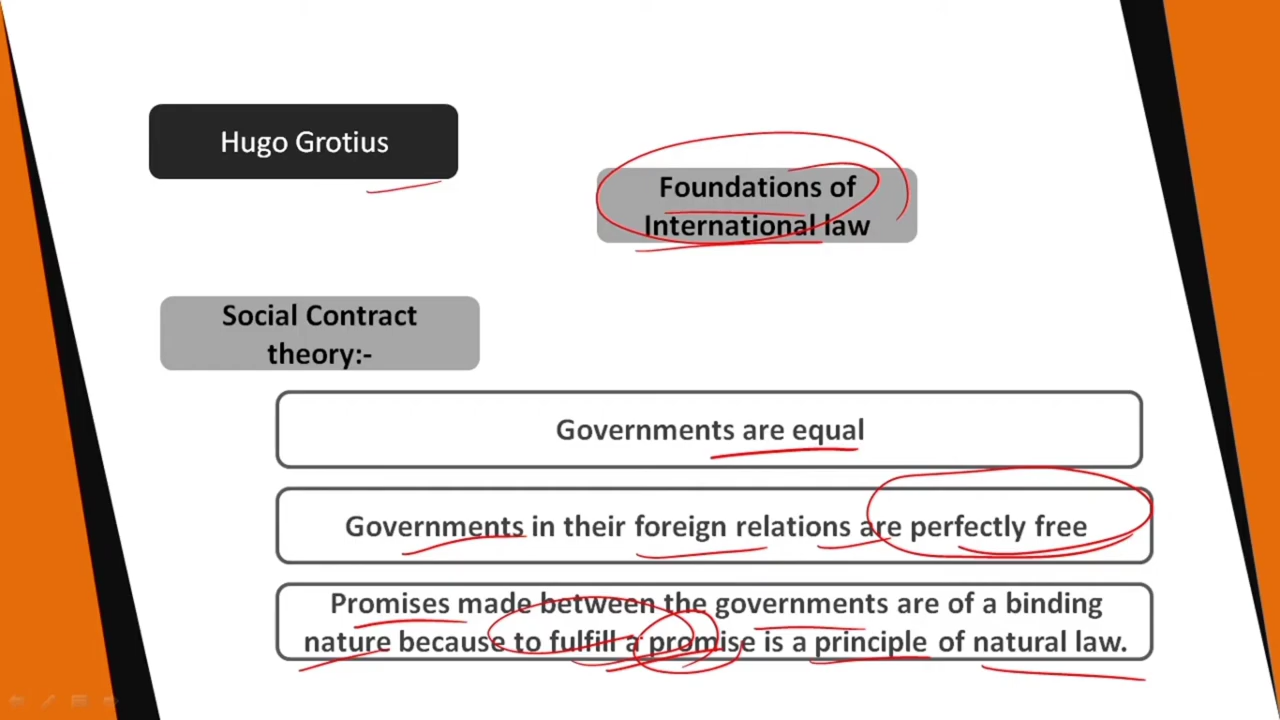 Hugo Grotius
Foundations of
International law
Social Contract
theory:-
Governments are equal
Governments in their foreign relations are perfectly free
Promises made between the governments are of a binding
nature because to fulfill a promise is a principle of natural law.